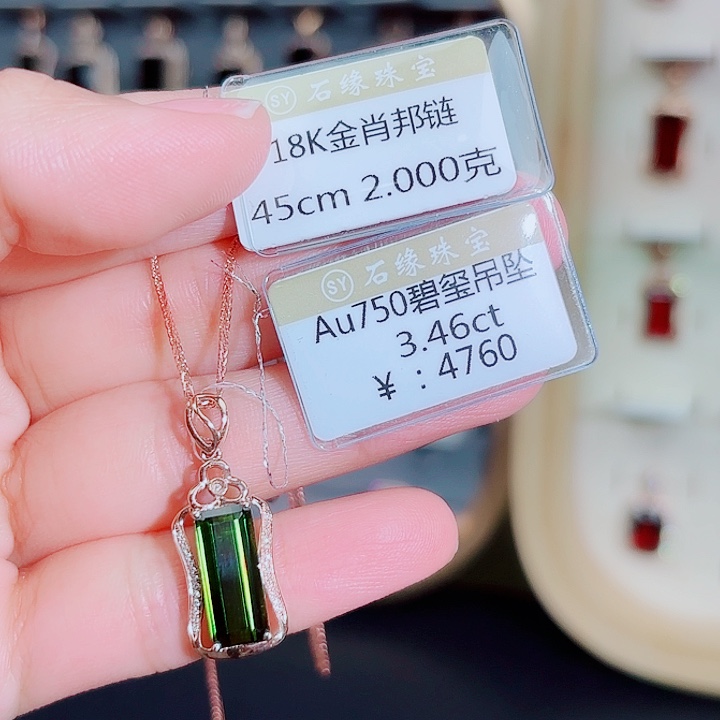 SY 石缘珠宝
18K金肖邦链
45cm 2.000克
SY 石缘珠宝
Au750碧玺吊坠
3.46ct
¥:4760